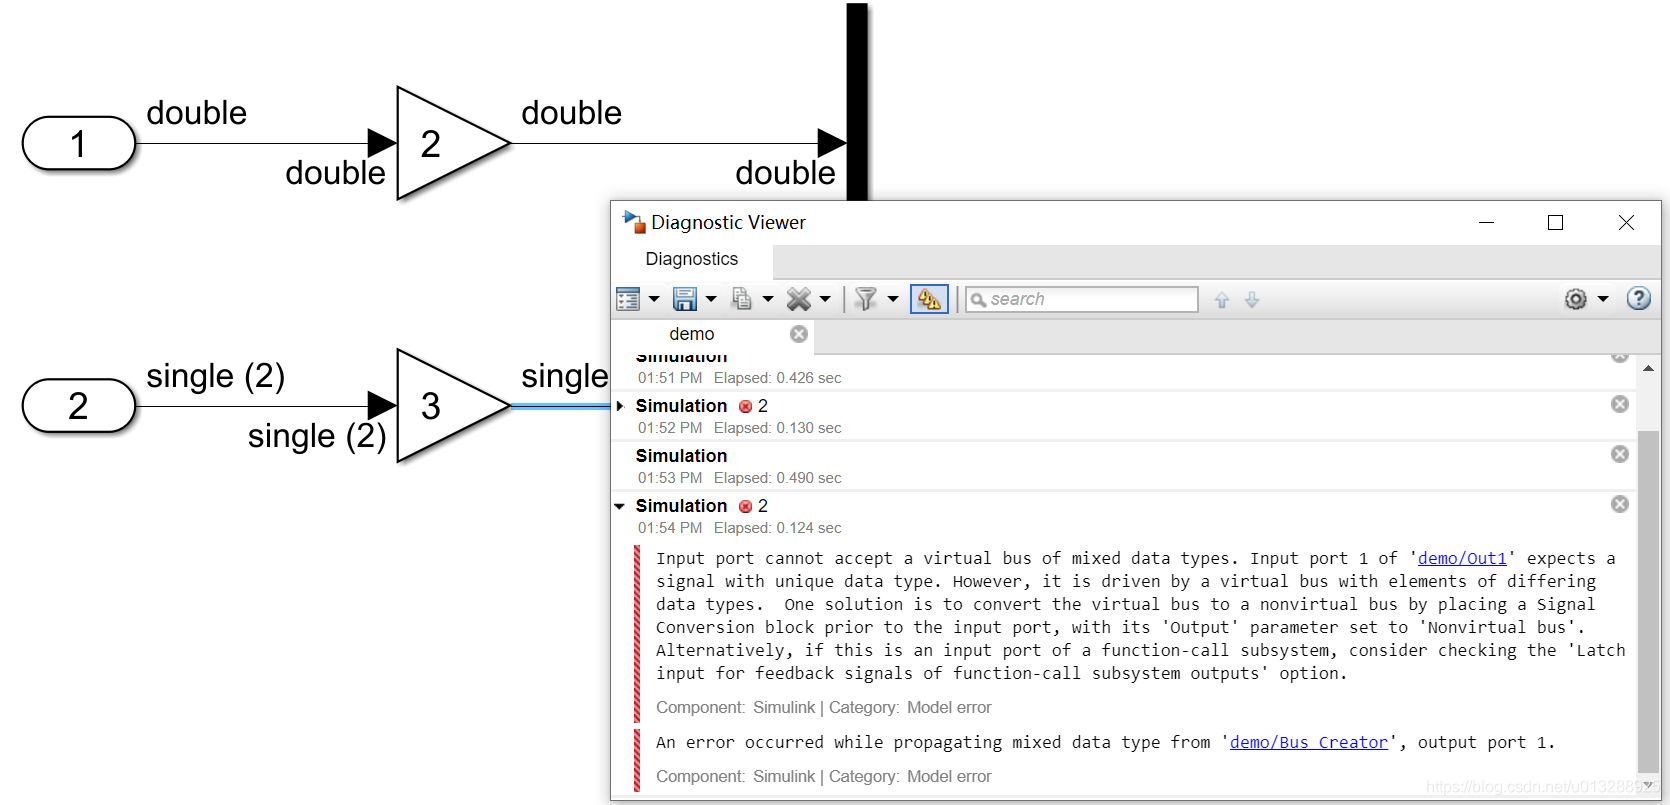 double
1
2
double
double
double
Diagnostic Viewer
Diagnostics
search
demo
single (2)
2
3
single
single (2)
Simulation
01:51 PM Elapsed: 0.426 sec
Simulation 2
01:52 PM Elapsed: 0.130 sec
Simulation
01:53 PM Elapsed: 0.490 sec
Simulation 2
01:54 PM Elapsed: 0.124 sec
Input port cannot accept a virtual bus of mixed data types. Input port 1 of 'demo/Out1' expects a
signal with unique data type. However, it is driven by a virtual bus with elements of differing
data types.  One solution is to convert the virtual bus to a nonvirtual bus by placing a Signal
Conversion block prior to the input port, with its 'Output' parameter set to 'Nonvirtual bus'.
Alternatively, if this is an input port of a function-call subsystem, consider checking the 'Latch
input for feedback signals of function-call subsystem outputs' option.
Component: Simulink | Category: Model error
An error occurred while propagating mixed data type from 'demo/Bus Creator', output port 1.
Component: Simulink | Category: Model error